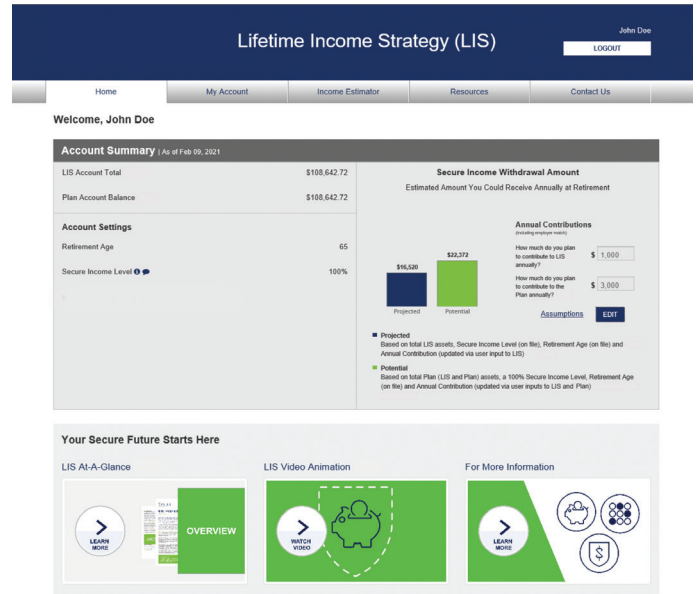 Lifetime Income Strategy (LIS)
John Doe
LOGOUT
Home
My Account
Income Estimator
Resources
Contact Us
Welcome, John Doe
Account Summary | As of Feb 09, 2021
LIS Account Total $108,642.72
Plan Account Balance $108,642.72
Account Settings
Retirement Age 65
Secure Income Level 100%
Secure Income Withdrawal Amount
Estimated Amount You Could Receive Annually at Retirement
$16,520
$22,372
Projected
Potential
Annual Contributions
(including employer match)
How much do you plan
to contribute to LIS
annually?
$ 1,000
How much do you plan
to contribute to the
Plan annually?
$ 3,000
Assumptions
EDIT
Projected
Based on total LIS assets, Secure Income Level (on file), Retirement Age (on file) and
Annual Contribution (updated via user input to LIS)
Potential
Based on total Plan (LIS and Plan) assets, a 100% Secure Income Level, Retirement Age
(on file) and Annual Contribution (updated via user inputs to LIS and Plan)
Your Secure Future Starts Here
LIS At-A-Glance
LEARN
MORE
OVERVIEW
LIS Video Animation
WATCH
VIDEO
For More Information
LEARN
MORE
$